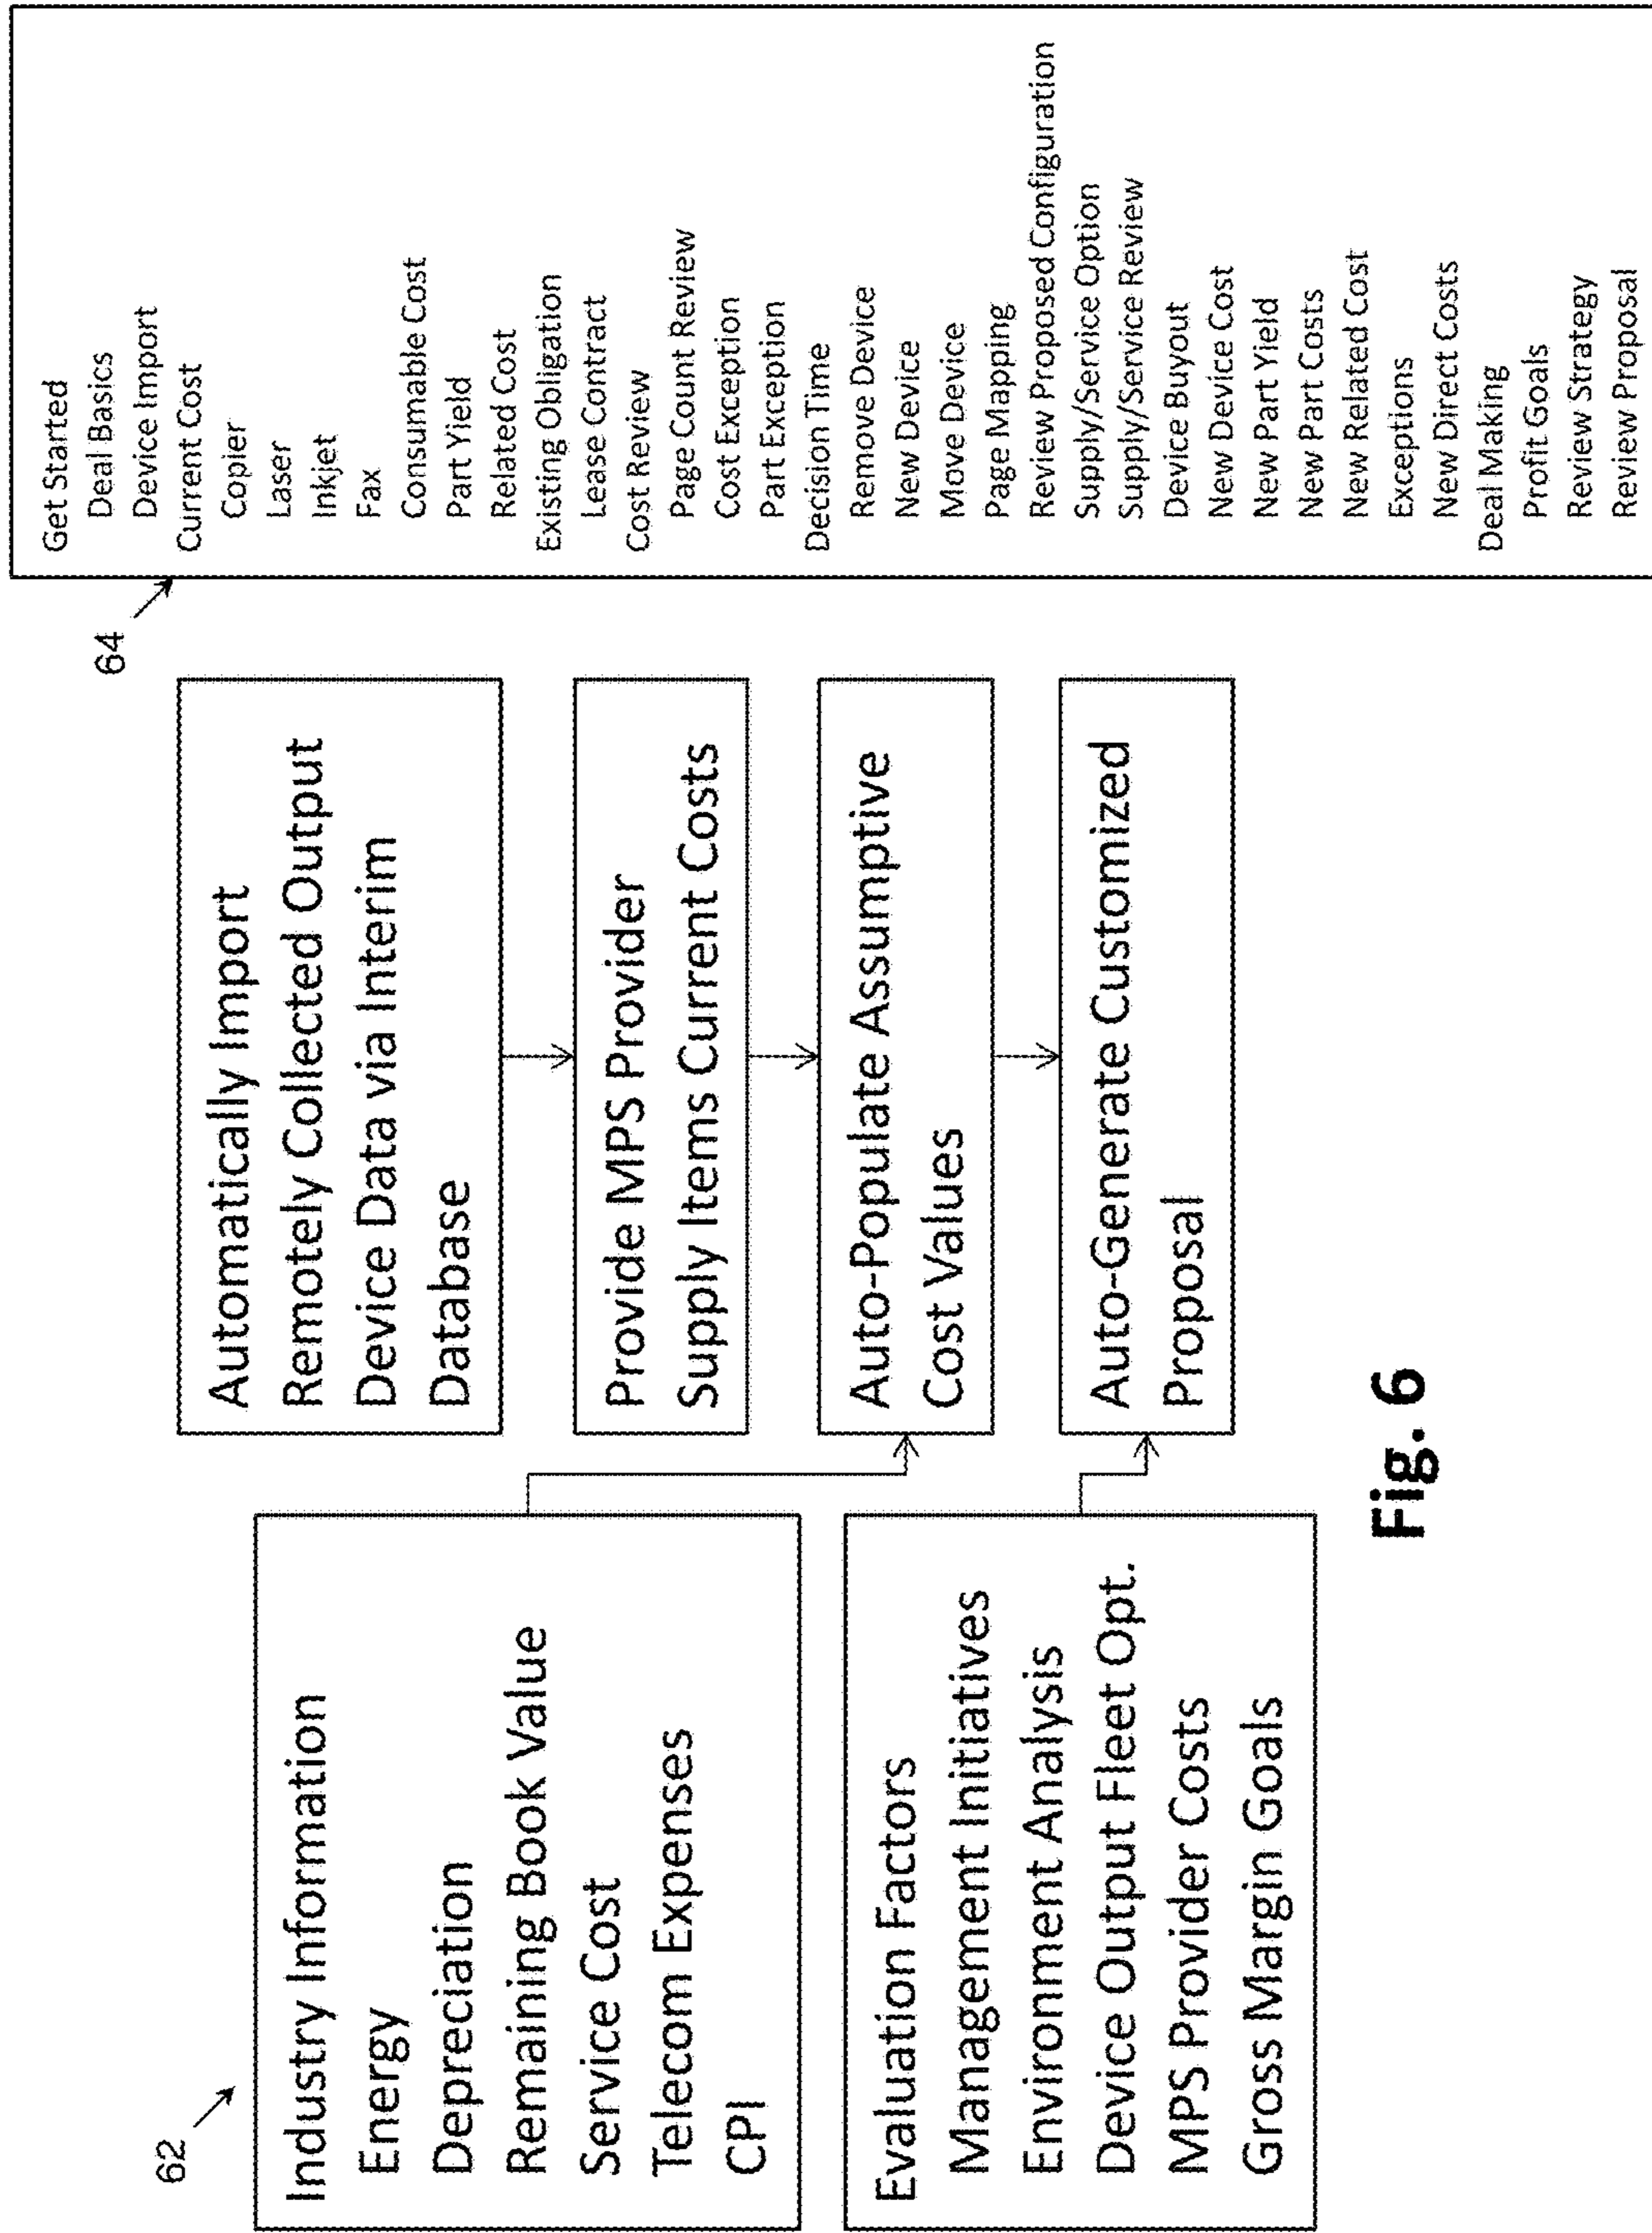 62
Industry Information
Energy
Depreciation
Remaining Book Value
Service Cost
Telecom Expenses
CPI
Evaluation Factors
Management Initiatives
Environment Analysis
Device Output Fleet Opt.
MPS Provider Costs
Gross Margin Goals
Automatically Import
Remotely Collected Output
Device Data via Interim
Database
Provide MPS Provider
Supply Items Current Costs
Auto-Populate Assumptive
Cost Values
Auto-Generate Customized
Proposal
64
Get Started
Deal Basics
Device Import
Current Cost
Copier
Laser
Inkjet
Fax
Consumable Cost
Part Yield
Related Cost
Existing Obligation
Lease Contract
Cost Review
Page Count Review
Cost Exception
Part Exception
Decision Time
Remove Device
New Device
Move Device
Page Mapping
Review Proposed Configuration
Supply/Service Option
Supply/Service Review
Device Buyout
New Device Cost
New Part Yield
New Part Costs
New Related Cost
Exceptions
New Direct Costs
Deal Making
Profit Goals
Review Strategy
Review Proposal
Fig. 6